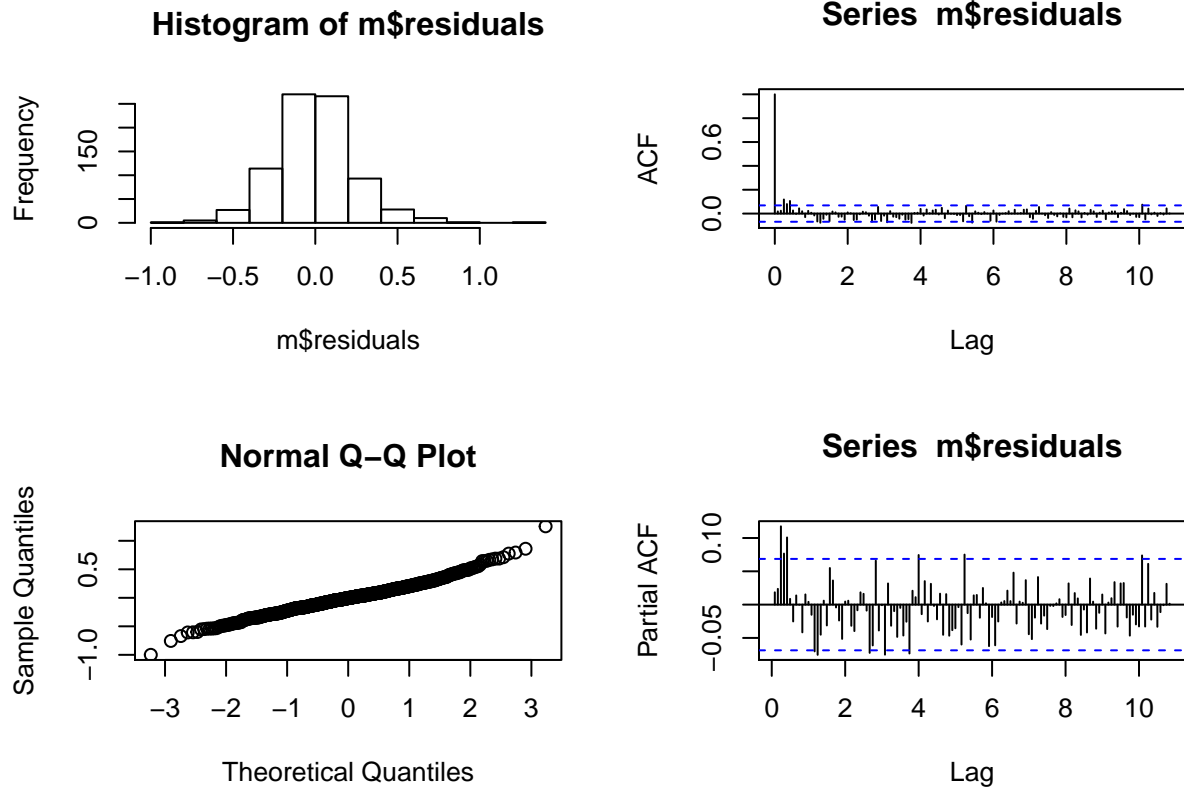 Histogram of m$residuals
Frequency
0
150
−1.0 −0.5 0.0 0.5 1.0
m$residuals
Series m$residuals
ACF
0.0
0.6
0 2 4 6 8 10
Lag
Normal Q−Q Plot
Sample Quantiles
−1.0
0.5
−3 −2 −1 0 1 2 3
Theoretical Quantiles
Series m$residuals
Partial ACF
−0.05
0.10
0 2 4 6 8 10
Lag